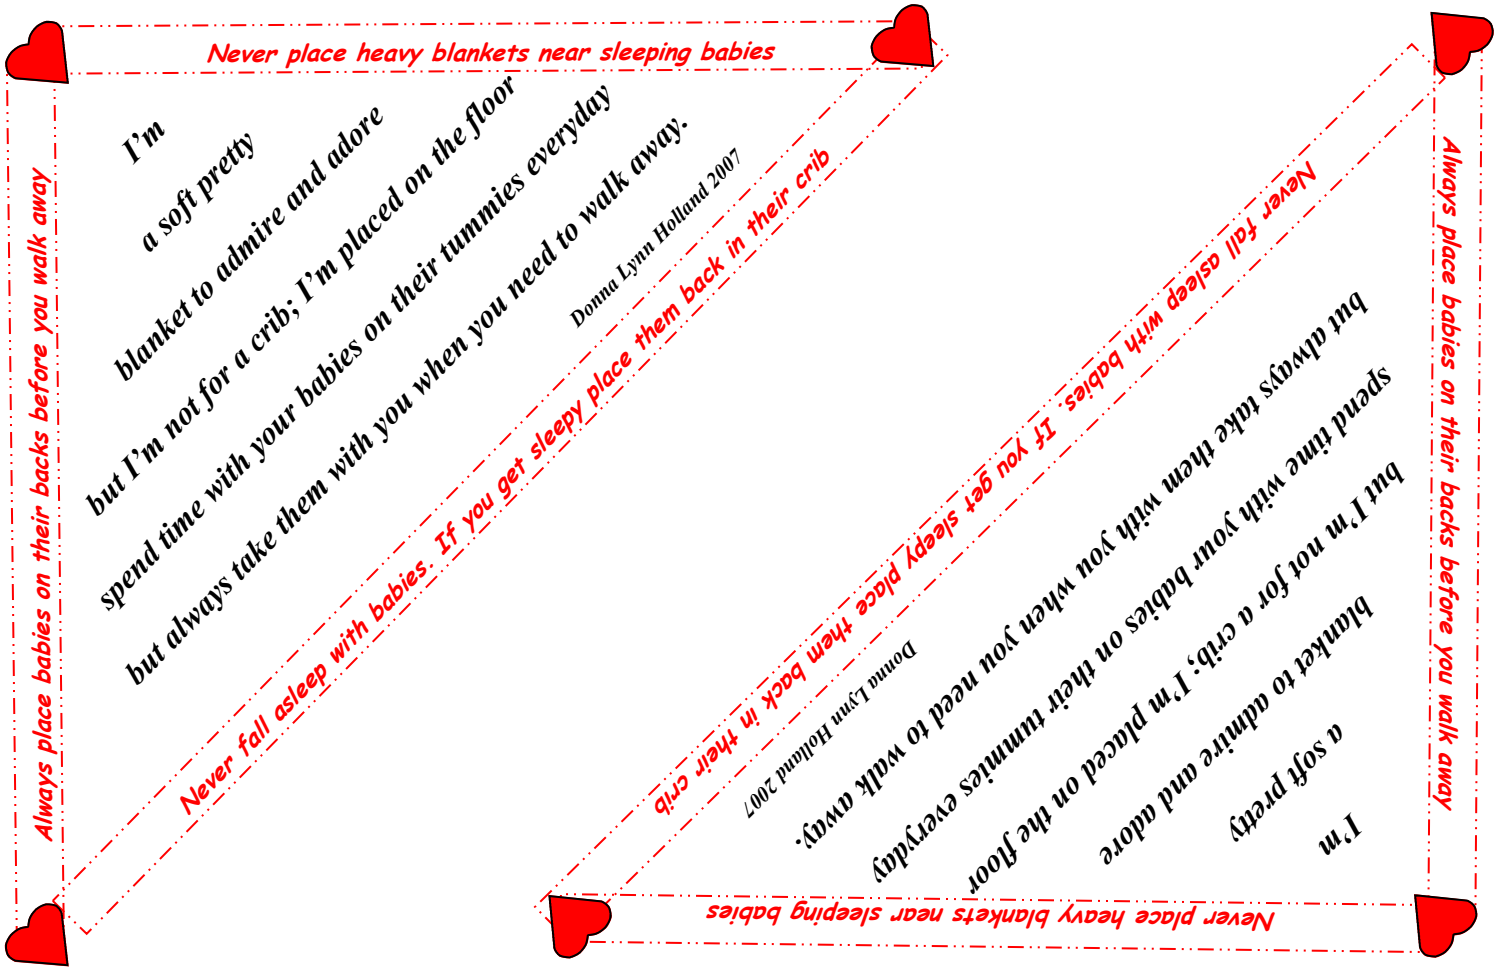 Never place heavy blankets near sleeping babies
Always place babies on their backs before you walk away
I'm
a soft pretty
blanket to admire and adore
but I'm not for a crib; I'm placed on the floor
spend time with your babies on their tummies everyday
but always take them with you when you need to walk away.
Donna Lynn Holland 2007
Never fall asleep with babies. If you get sleepy place them back in their crib
Never fall asleep with babies. If you get sleepy place them back in their crib
Always place babies on their backs before you walk away
I'm
a soft pretty
blanket to admire and adore
but I'm not for a crib; I'm placed on the floor
spend time with your babies on their tummies everyday
but always take them with you when you need to walk away.
Donna Lynn Holland 2007
Never place heavy blankets near sleeping babies